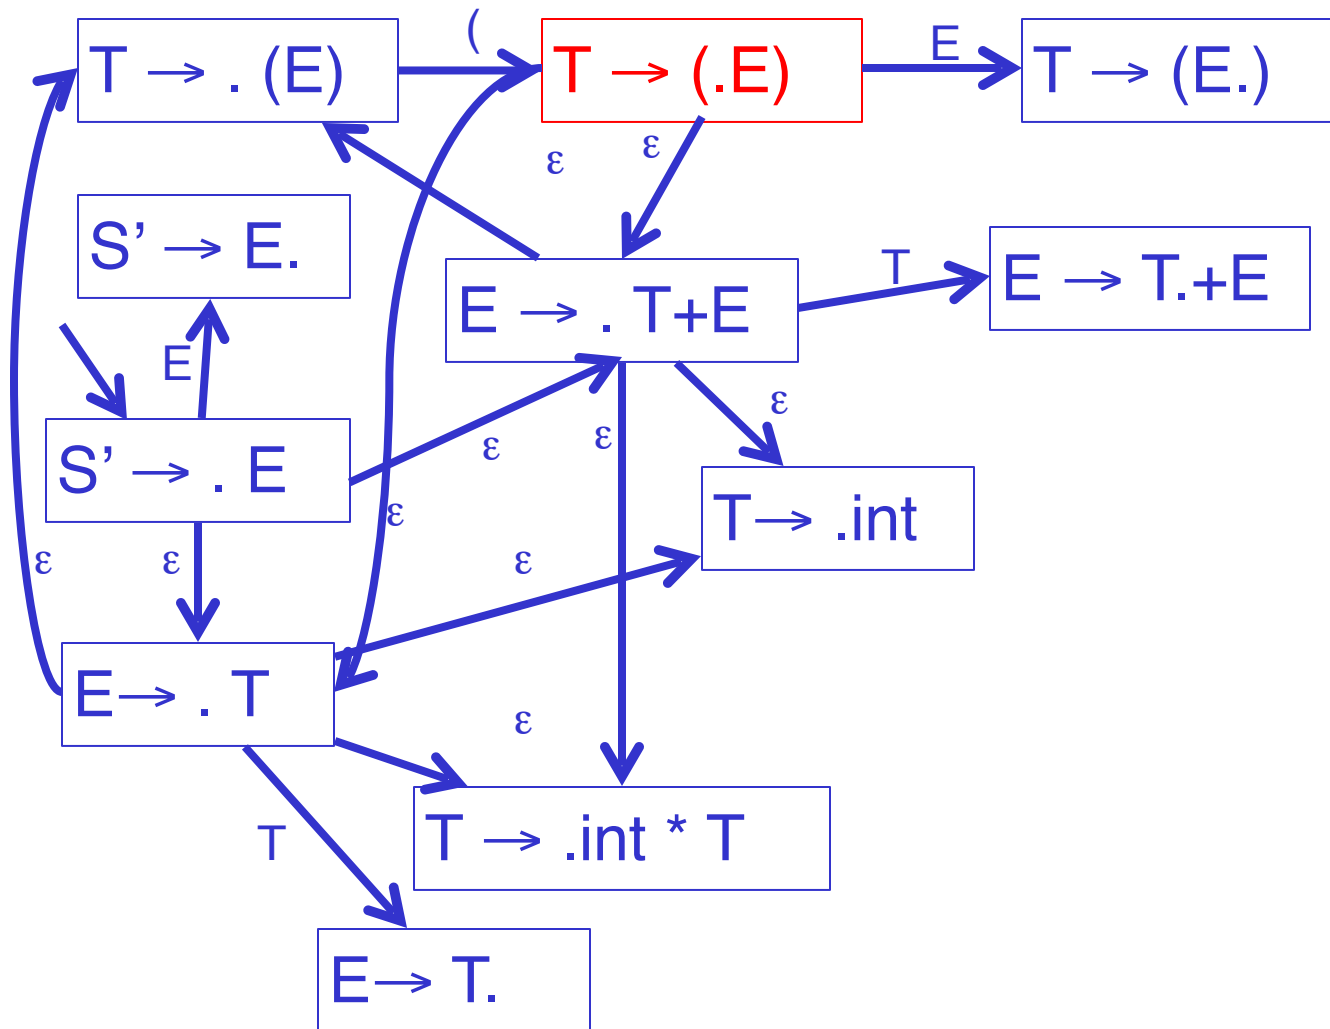 (
E
T → . (E)
T → (.E)
T → (E.)
ε
ε
S’ → E.
T
E → . T+E
E → T.+E
E
ε
ε
ε
S’ → . E
T→ .int
ε
ε
ε
ε
E→ . T
ε
T → .int * T
T
E→ T.